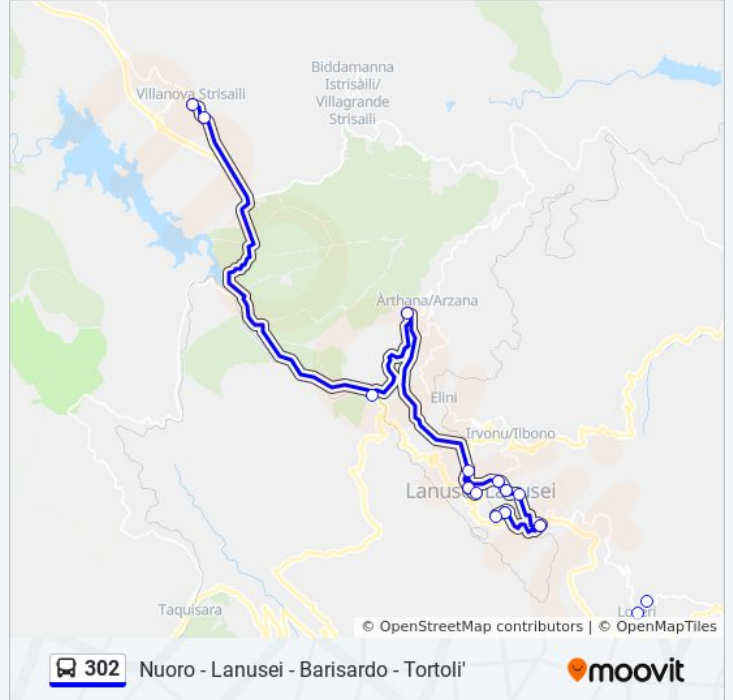 Villanova Strisaili
Biddamanna
Istrisàili/
Villagrande
Strisaili
Àrthana/Arzana
Elini
Irvonu/Ilbono
Taquisara
© OpenStreetMap contributors | © OpenMapTiles
302 Nuoro - Lanusei - Barisardo - Tortoli'
moovit